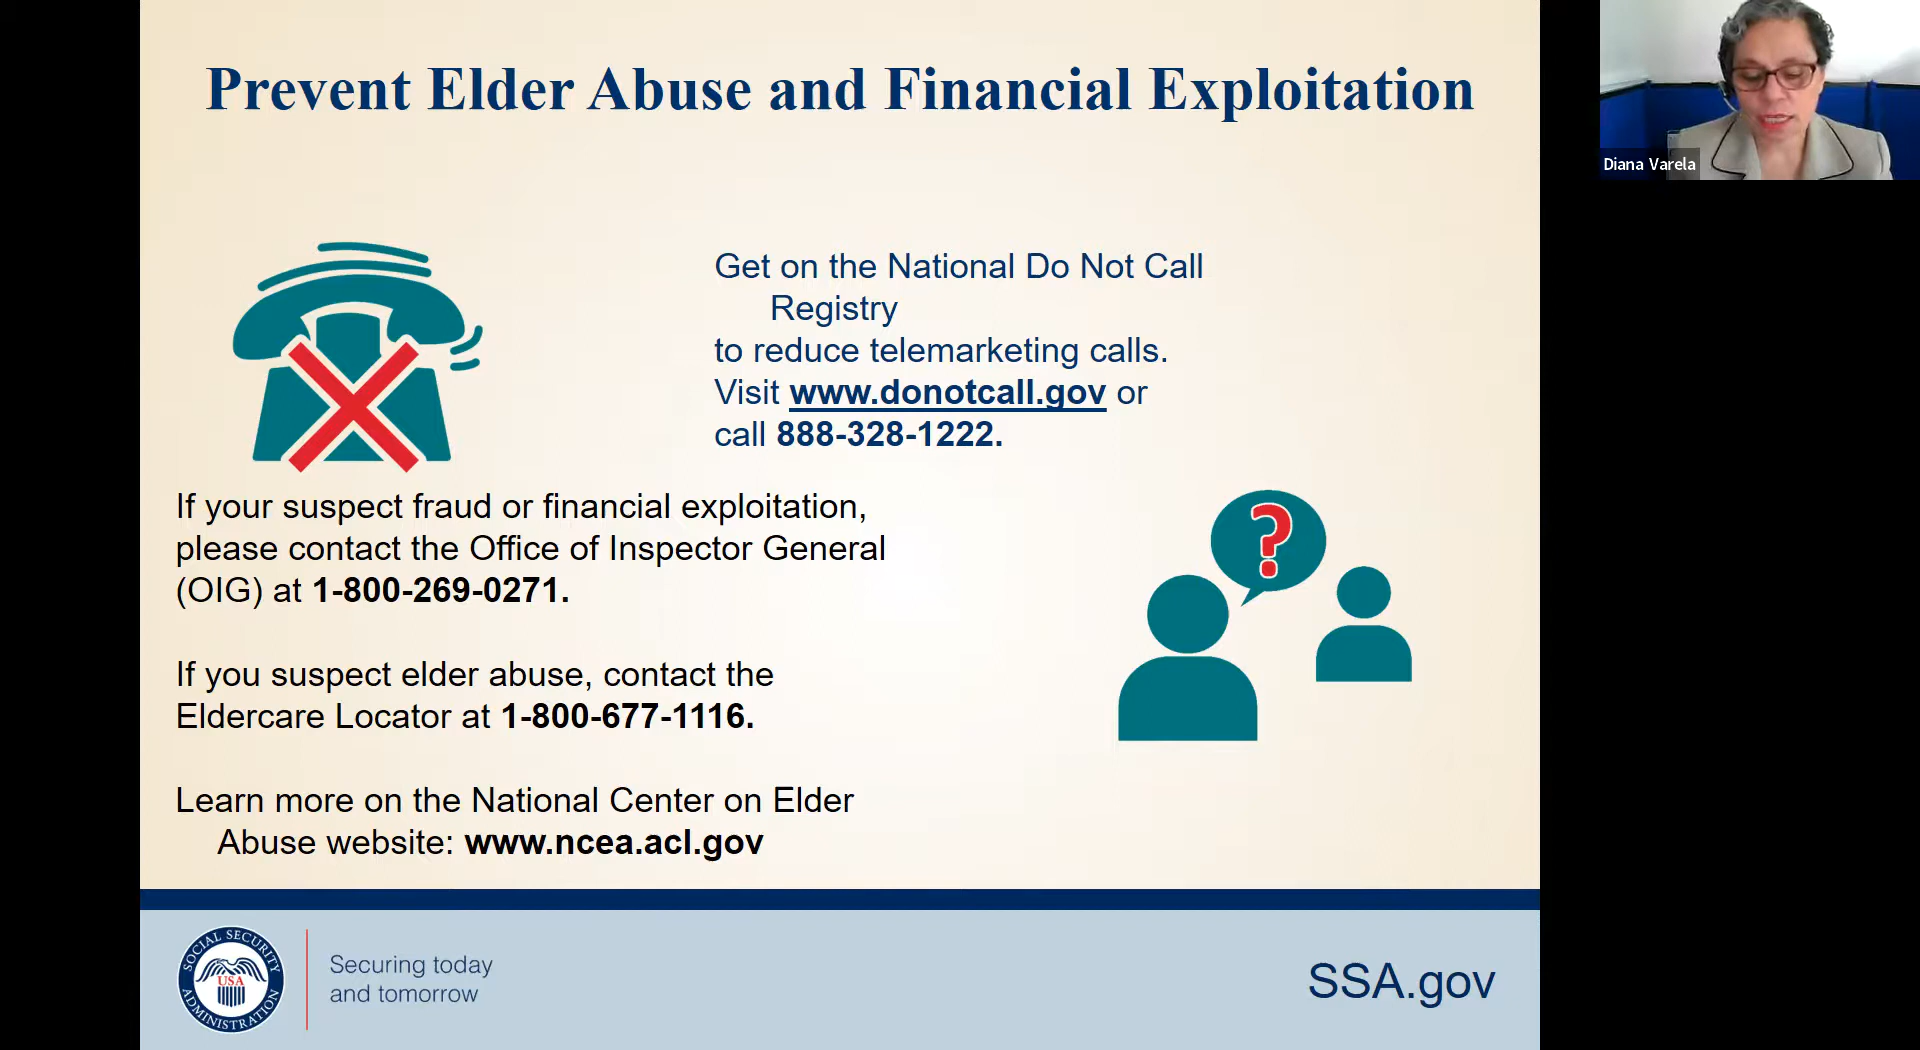 Prevent Elder Abuse and Financial Exploitation
Diana Varela
Get on the National Do Not Call
Registry
to reduce telemarketing calls.
Visit www.donotcall.gov or
call 888-328-1222.
?
If your suspect fraud or financial exploitation,
please contact the Office of Inspector General
(OIG) at 1-800-269-0271.
If you suspect elder abuse, contact the
Eldercare Locator at 1-800-677-1116.
Learn more on the National Center on Elder
Abuse website: www.ncea.acl.gov
SOCIAL SECURITY
USA
ADMINISTRATION
Securing today
and tomorrow
SSA.gov